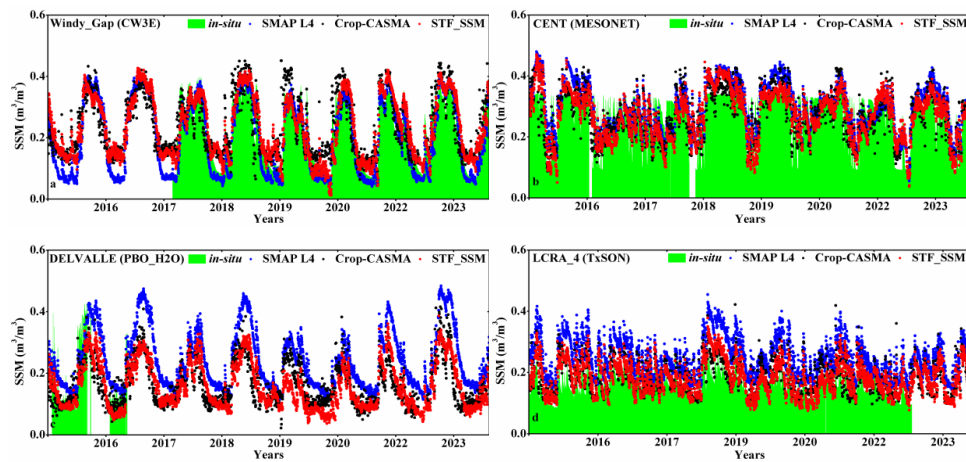 Windy_Gap (CW3E) in-situ SMAP L4 Crop-CASMA STF_SSM
0.6
0.4
0.2
0.0
SSM (m³/m³)
a
2016 2017 2018 2019 2020 2022 2023
Years
CENT (MESONET) in-situ SMAP L4 Crop-CASMA STF_SSM
0.6
0.4
0.2
0.0
SSM (m³/m³)
b
2016 2017 2018 2019 2020 2022 2023
Years
DELVALLE (PBO_H2O) in-situ SMAP L4 Crop-CASMA STF_SSM
0.6
0.4
0.2
0.0
SSM (m³/m³)
c
2016 2017 2018 2019 2020 2022 2023
Years
LCRA_4 (TxSON) in-situ SMAP L4 Crop-CASMA STF_SSM
0.6
0.4
0.2
0.0
SSM (m³/m³)
d
2016 2018 2019 2020 2022 2023
Years